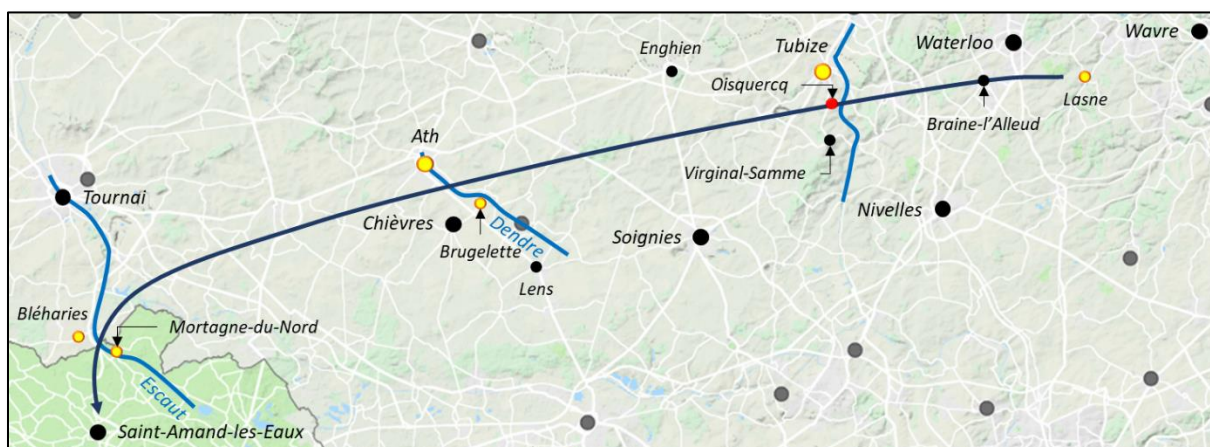 Wavre
Waterloo
Tubize
Enghien
Oisquercq
Lasne
Braine-l'Alleud
Ath
Virginal-Samme
Tournai
Nivelles
Chièvres
Soignies
Brugelette
Dendre
Lens
Bléharies
Mortagne-du-Nord
Escaut
Saint-Amand-les-Eaux